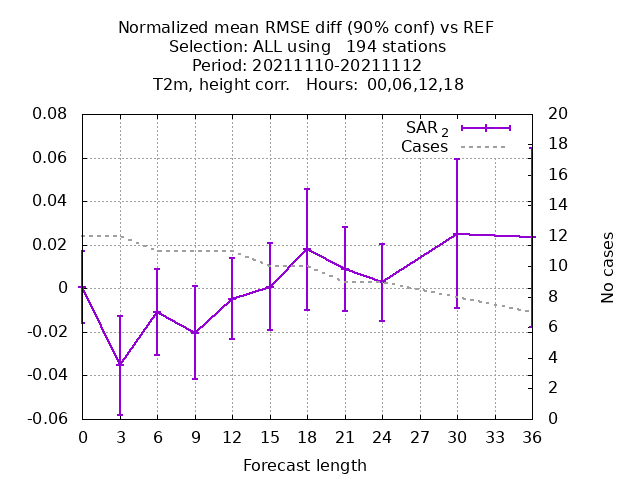 Normalized mean RMSE diff (90% conf) vs REF
Selection: ALL using   194 stations
Period: 20211110-20211112
T2m, height corr.   Hours: 00,06,12,18
SAR 2
Cases
0.08
0.06
0.04
0.02
0
-0.02
-0.04
-0.06
20
18
16
14
12
10
8
6
4
2
0
No cases
0 3 6 9 12 15 18 21 24 27 30 33 36
Forecast length